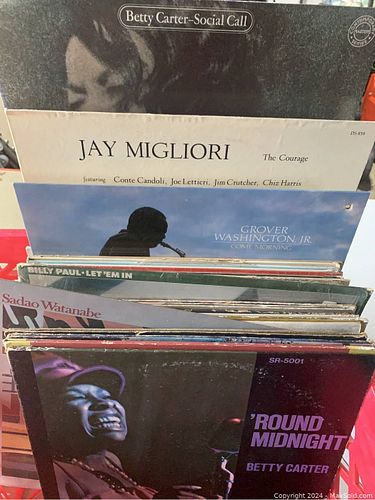 Betty Carter–Social Call
JAY MIGLIORI
The Courage
featuring Conte Candoli, Joe Lettieri, Jim Crutcher, Chiz Harris
GROVER
WASHINGTON, JR.
COME MORNING
BILLY PAUL · LET 'EM IN
Sadao Watanabe
SR-5001
'ROUND
MIDNIGHT
BETTY CARTER
Copyright 2024 - MaxSold.com